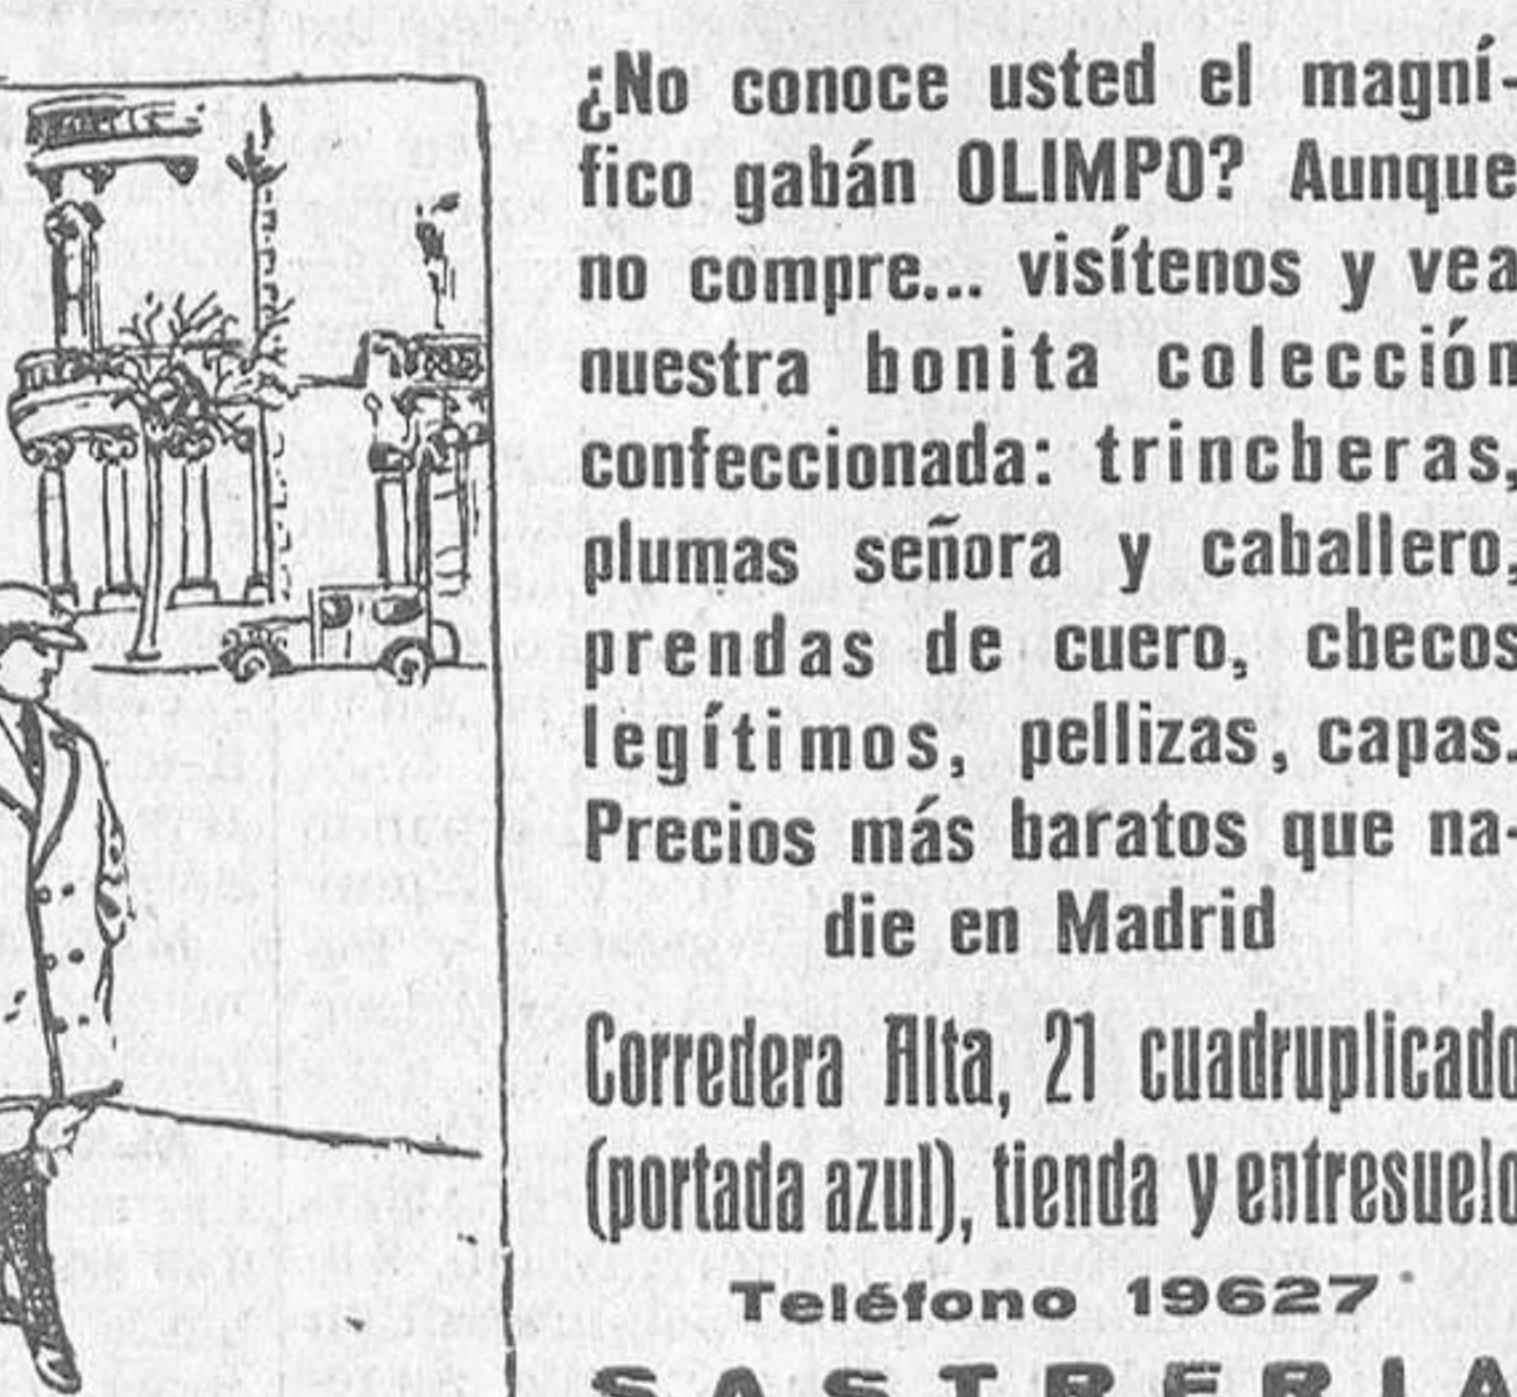 ¿No conoce usted el magní-
fico gabán OLIMPO? Aunque
no compre... visítenos y vea
nuestra bonita colección
confeccionada: trincheras,
plumas señora y caballero,
prendas de cuero, checos
legítimos, pellizas, capas.
Precios más baratos que na-
die en Madrid
Corredera Alta, 21 cuadruplicado
(portada azul), tienda y entresuelo
Teléfono 19627
SASTRERIA